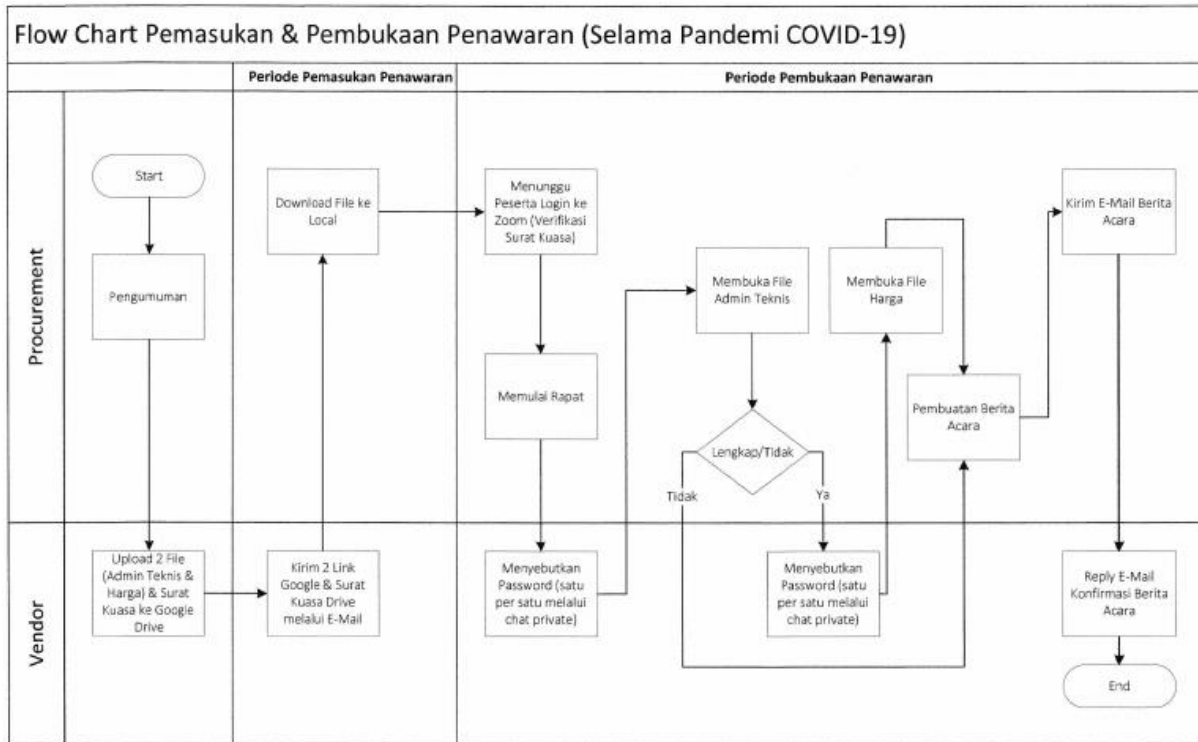 Flow Chart Pemasukan & Pembukaan Penawaran (Selama Pandemi COVID-19)
Periode Pemasukan Penawaran
Periode Pembukaan Penawaran
Procurement
Start
Pengumuman
Download File ke
Local
Menunggu
Peserta Login ke
Zoom (Verifikasi
Surat Kuasa)
Memulai Rapat
Membuka File
Admin Teknis
Lengkap/Tidak
Tidak
Ya
Membuka File
Harga
Pembuatan Berita
Acara
Kirim E-Mail Berita
Acara
Vendor
Upload 2 File
(Admin Teknis &
Harga) & Surat
Kuasa ke Google
Drive
Kirim 2 Link
Google & Surat
Kuasa Drive
melalui E-Mail
Menyebutkan
Password (satu
per satu melalui
chat private)
Menyebutkan
Password (satu
per satu melalui
chat private)
Reply E-Mail
Konfirmasi Berita
Acara
End